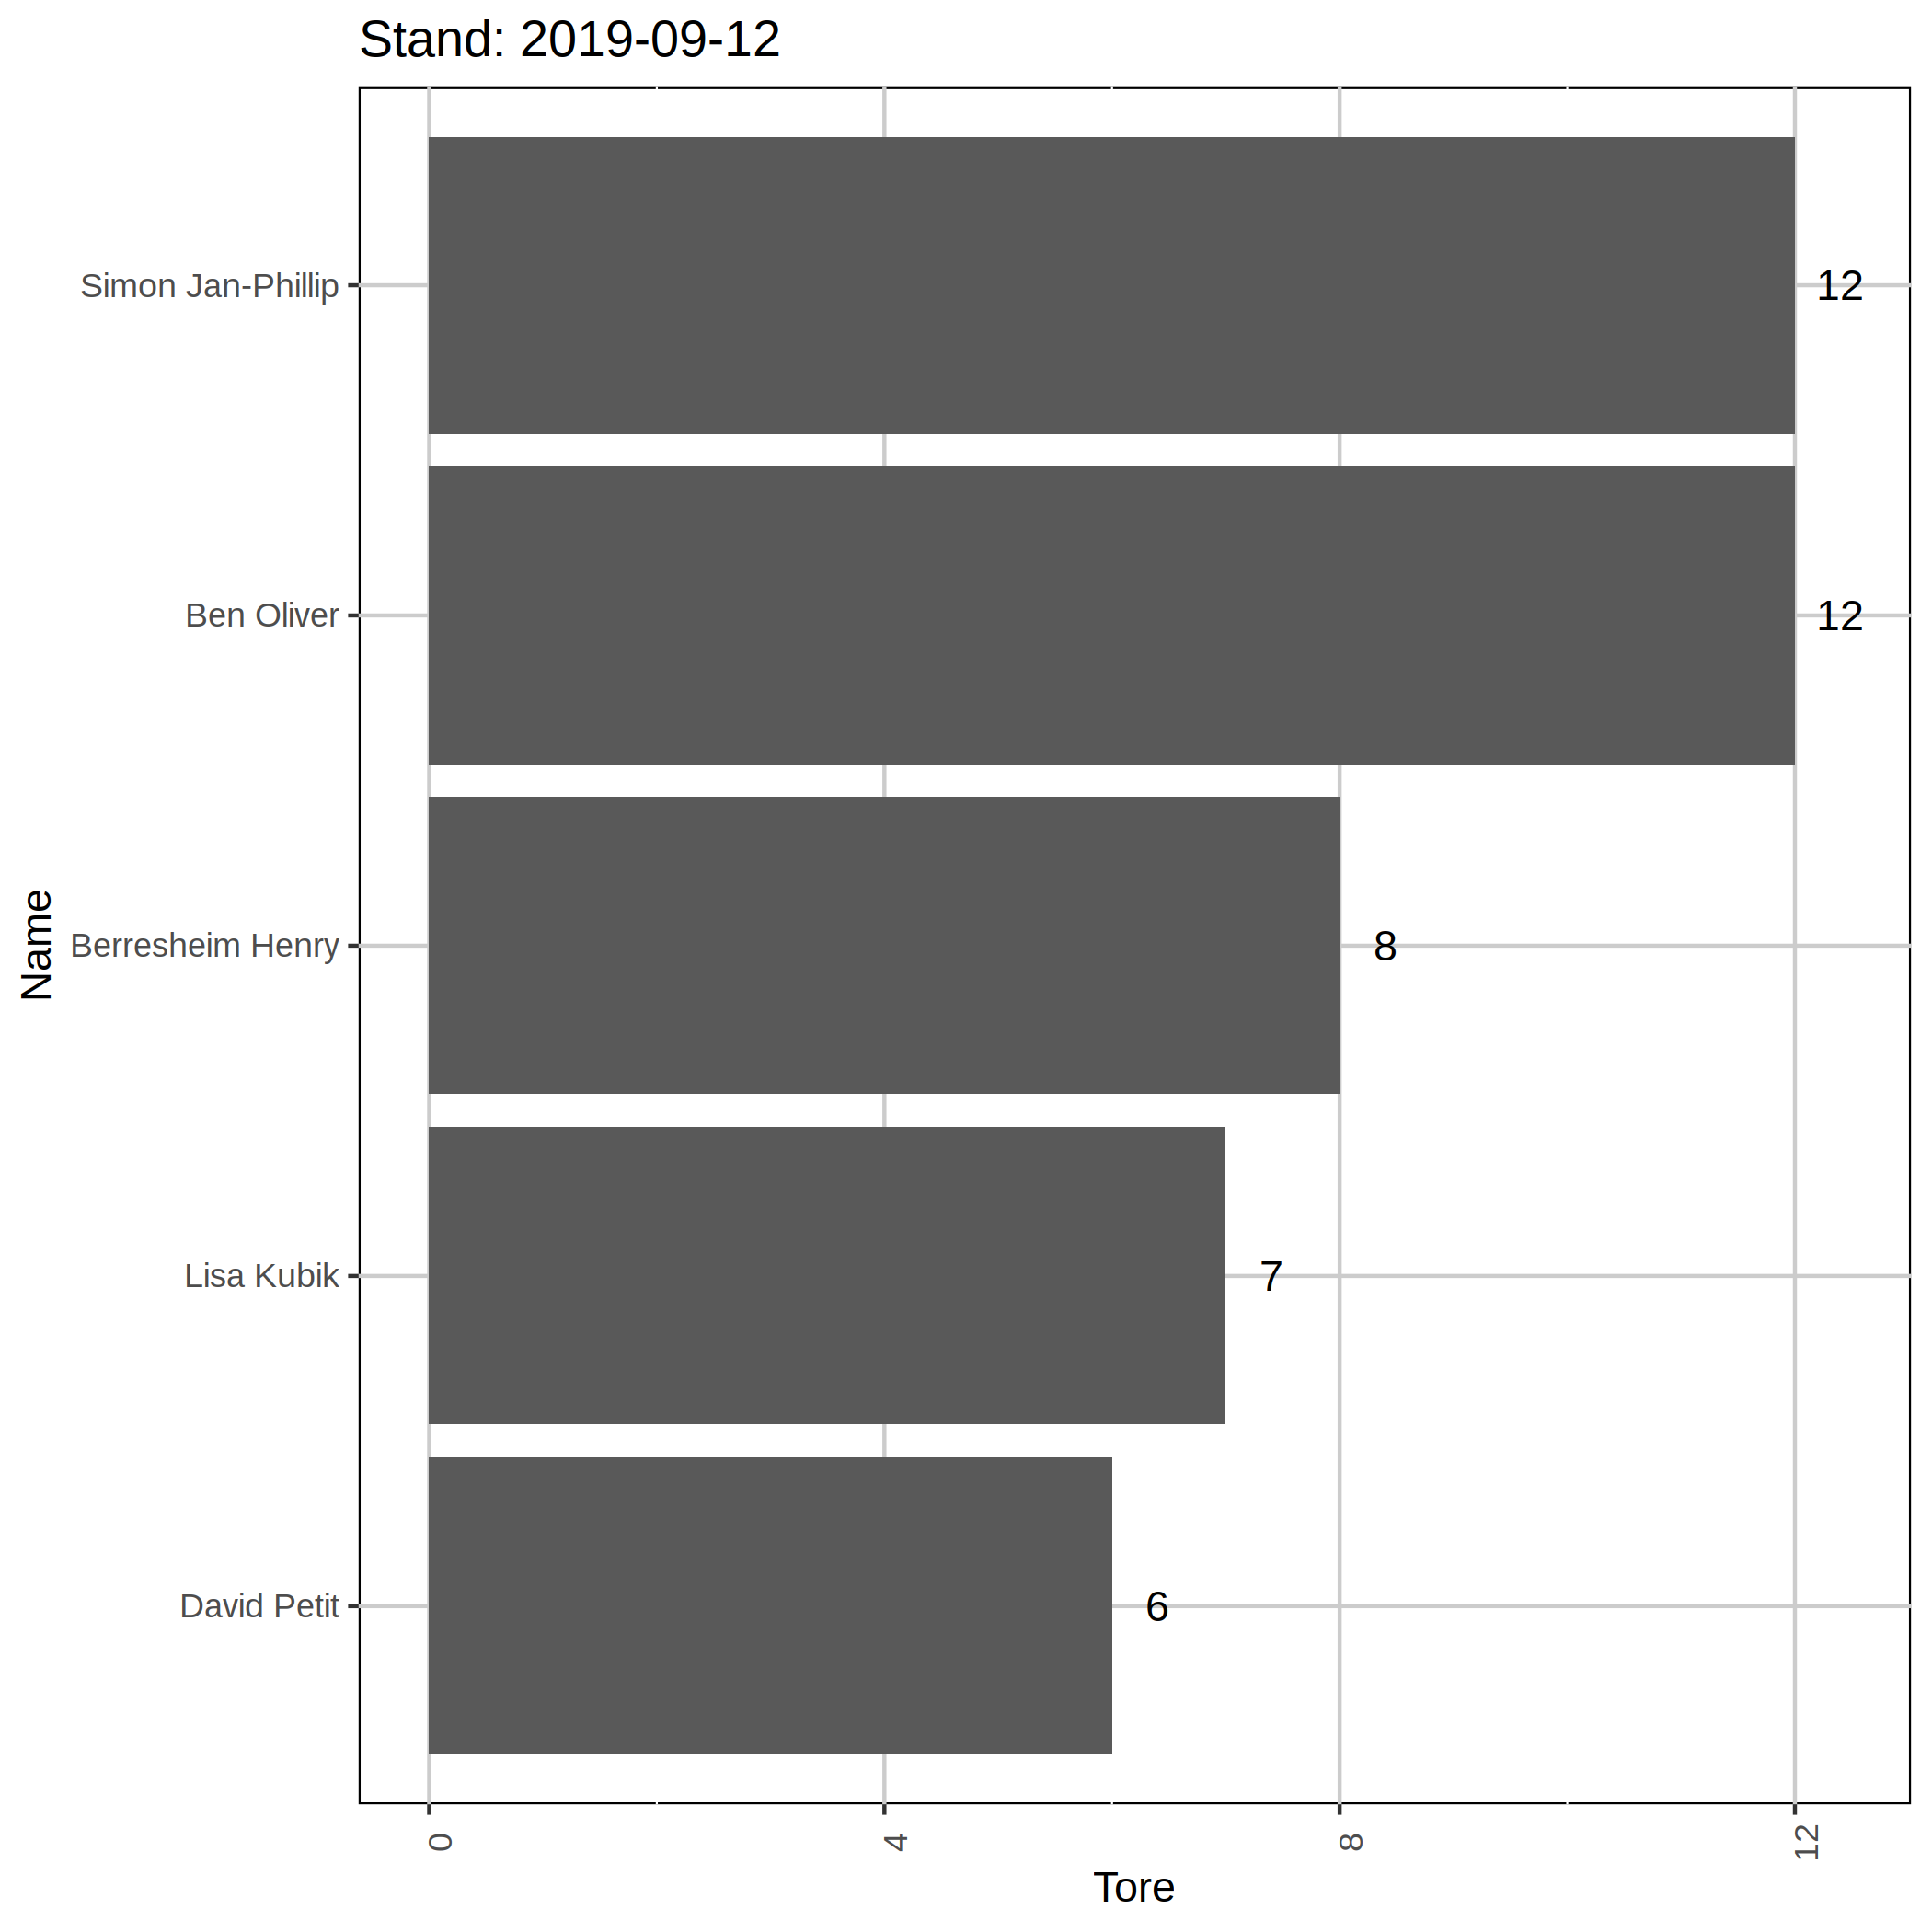 Stand: 2019-09-12
Name
Simon Jan-Phillip
12
Ben Oliver
12
Berresheim Henry
8
Lisa Kubik
7
David Petit
6
0
4
8
12
Tore